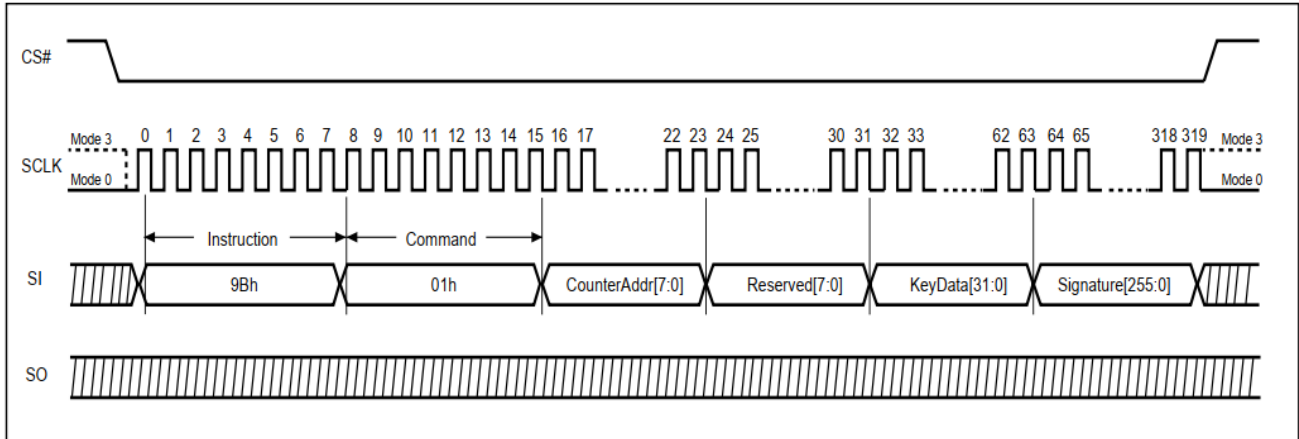 CS#
0 1 2 3 4 5 6 7 8 9 10 11 12 13 14 15 16 17 22 23 24 25 30 31 32 33 62 63 64 65 318 319
Mode 3 Mode 3
SCLK
Mode 0 Mode 0
Instruction Command
SI 9Bh 01h CounterAddr[7:0] Reserved[7:0] KeyData[31:0] Signature[255:0]
SO